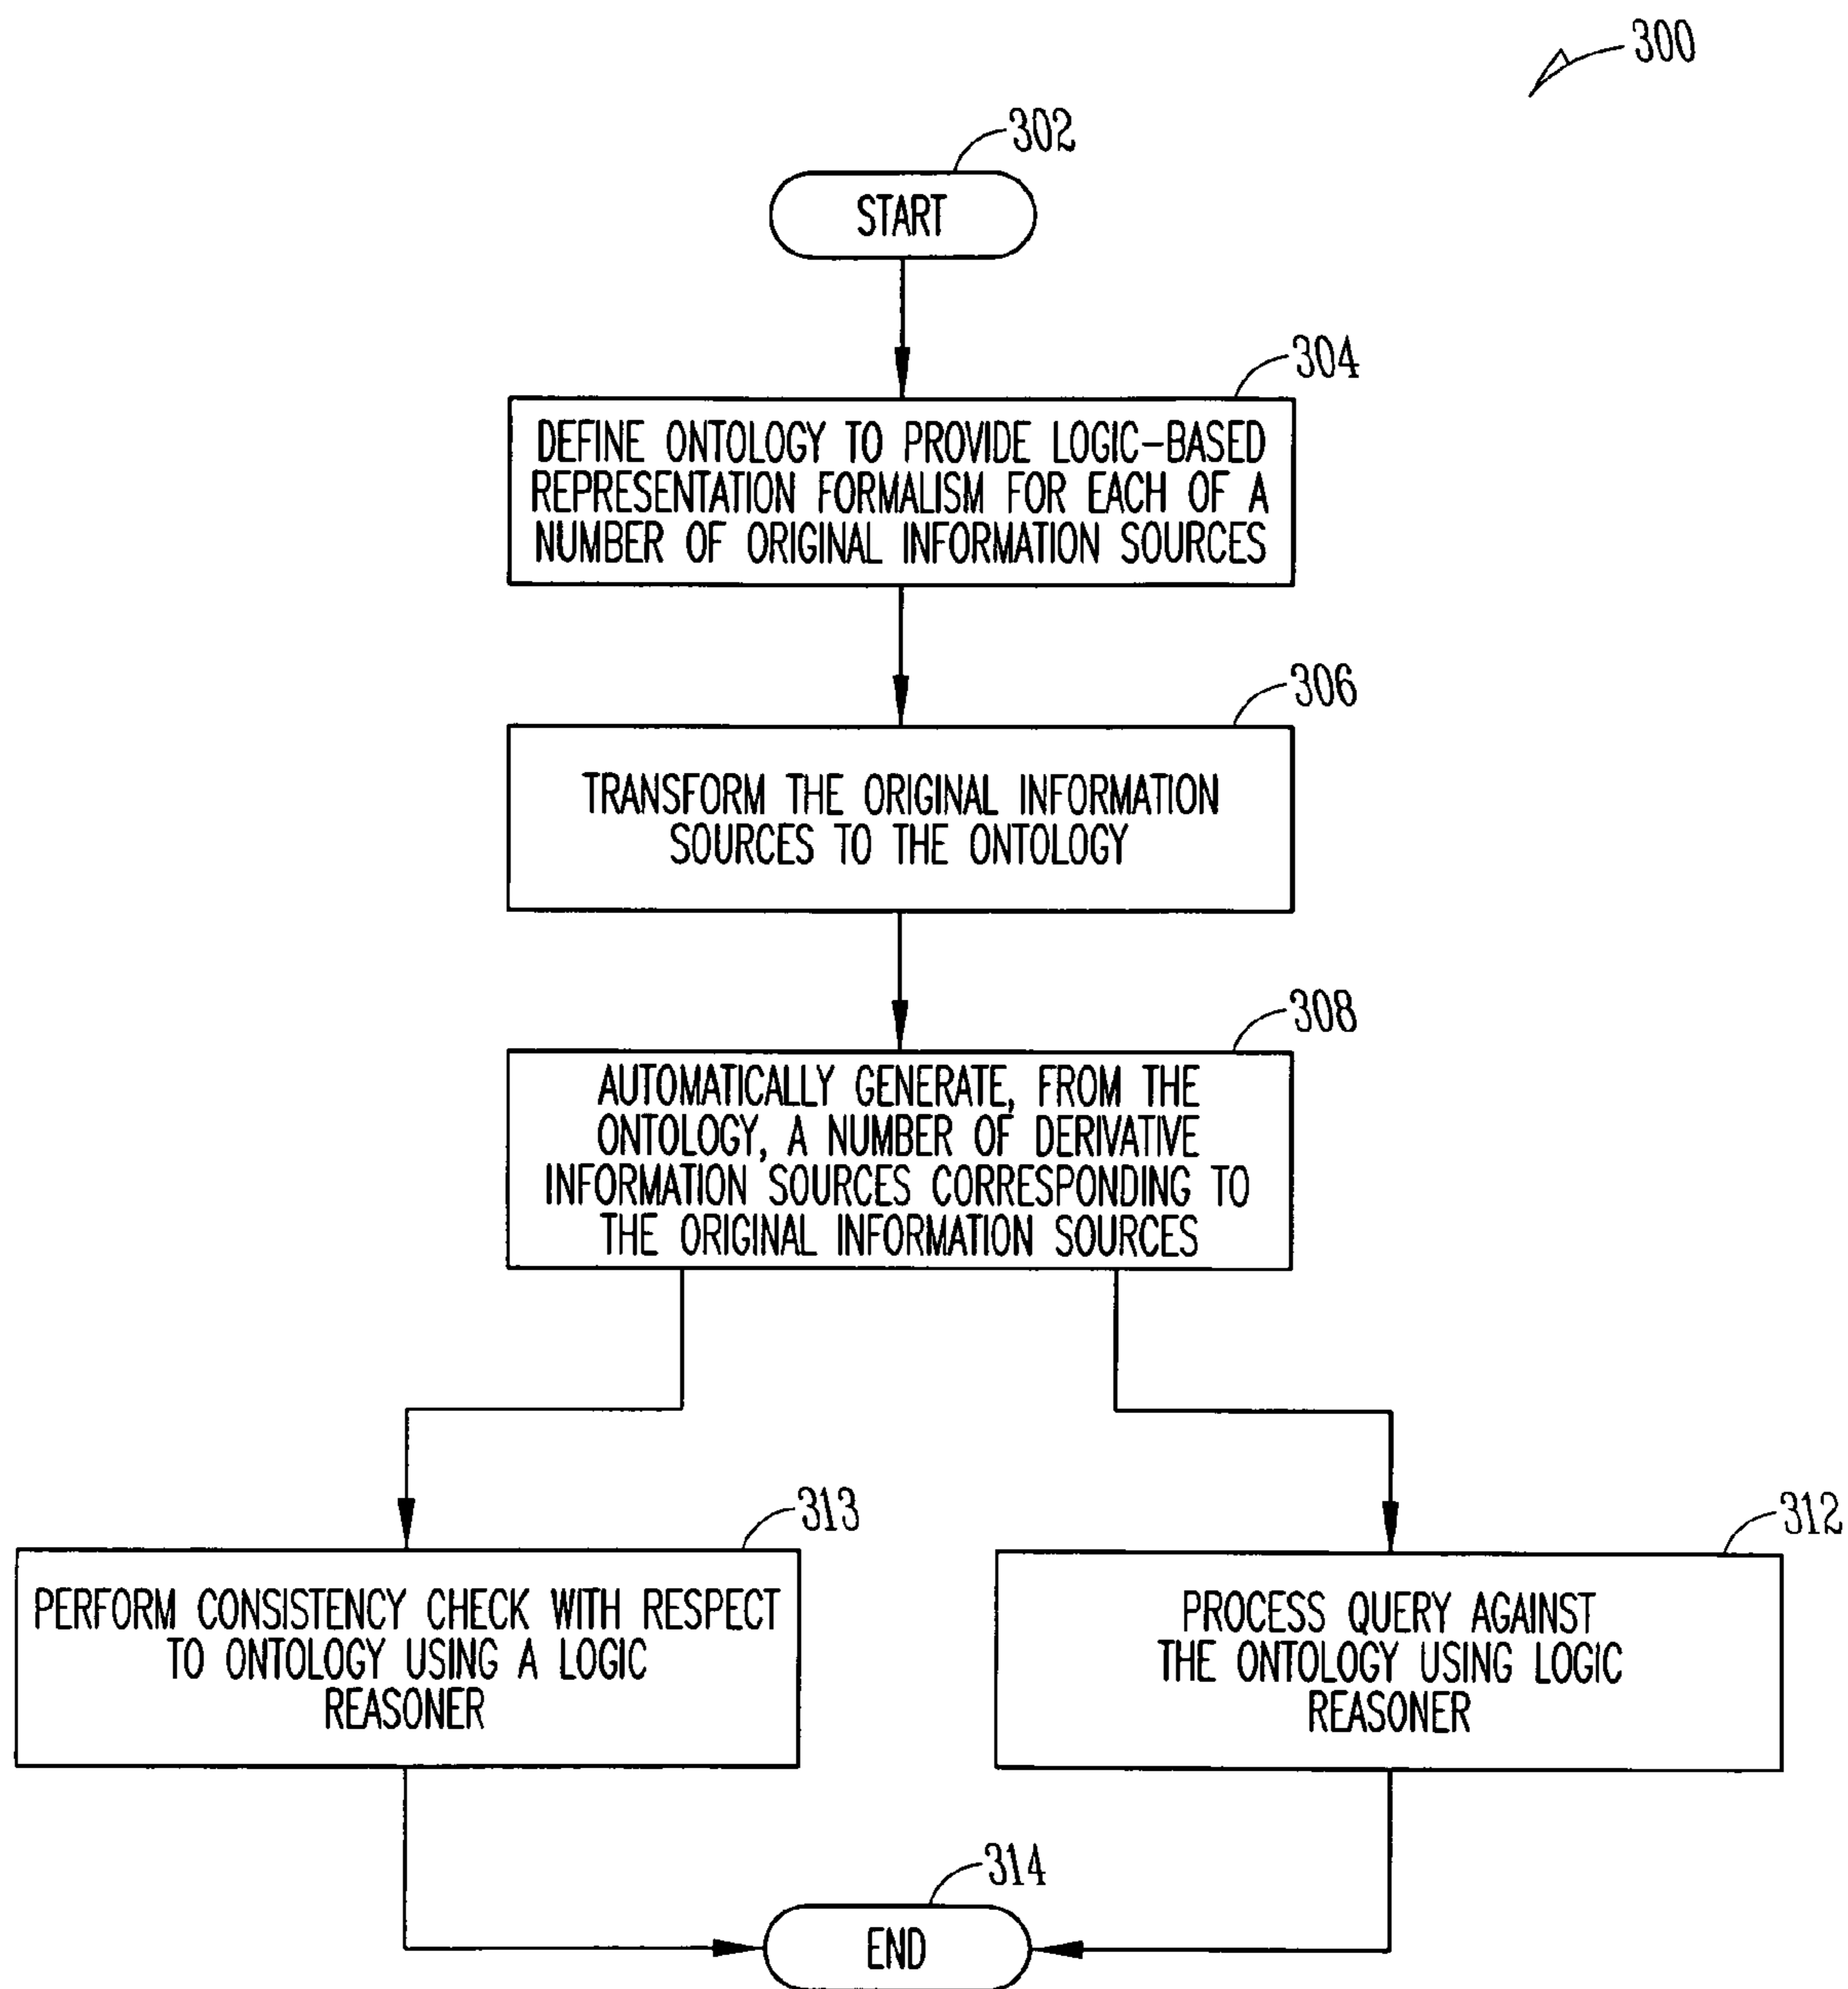 300
302
START
304
DEFINE ONTOLOGY TO PROVIDE LOGIC-BASED
REPRESENTATION FORMALISM FOR EACH OF A
NUMBER OF ORIGINAL INFORMATION SOURCES
306
TRANSFORM THE ORIGINAL INFORMATION
SOURCES TO THE ONTOLOGY
308
AUTOMATICALLY GENERATE, FROM THE
ONTOLOGY, A NUMBER OF DERIVATIVE
INFORMATION SOURCES CORRESPONDING TO
THE ORIGINAL INFORMATION SOURCES
313
PERFORM CONSISTENCY CHECK WITH RESPECT
TO ONTOLOGY USING A LOGIC
REASONER
312
PROCESS QUERY AGAINST
THE ONTOLOGY USING LOGIC
REASONER
314
END